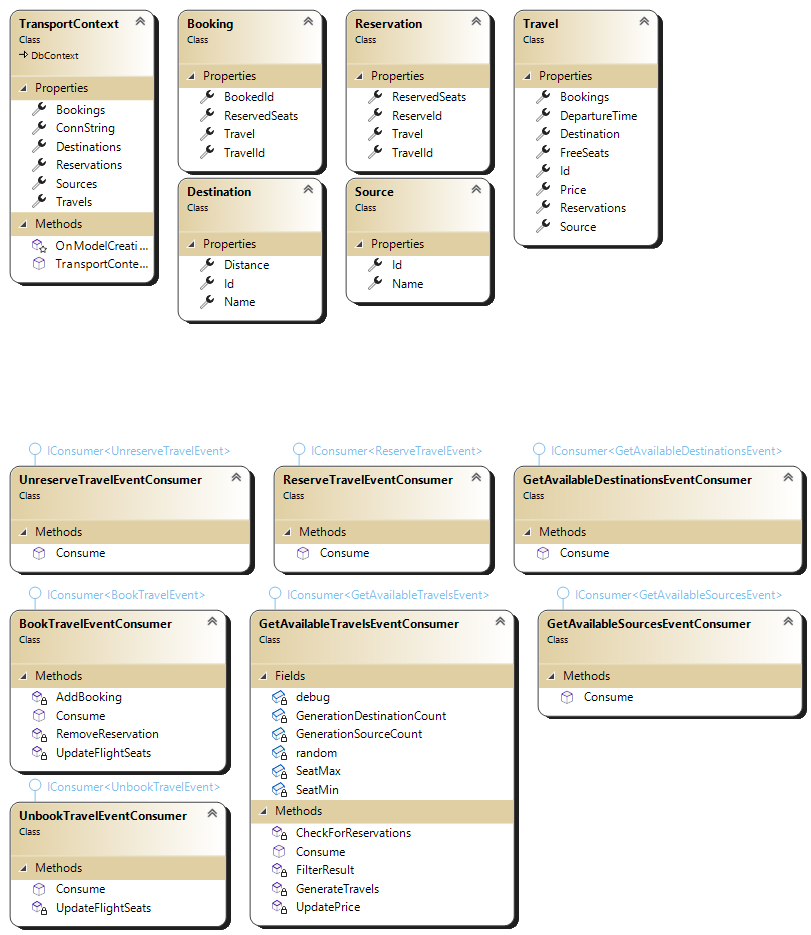 TransportContext
Class
DbContext
Properties
Bookings
ConnString
Destinations
Reservations
Sources
Travels
Methods
OnModelCreati...
TransportConte...
Booking
Class
Properties
BookedId
ReservedSeats
Travel
TravelId
Reservation
Class
Properties
ReservedSeats
ReserveId
Travel
TravelId
Travel
Class
Properties
Bookings
DepartureTime
Destination
FreeSeats
Id
Price
Reservations
Source
Destination
Class
Properties
Distance
Id
Name
Source
Class
Properties
Id
Name
IConsumer<UnreserveTravelEvent>
UnreserveTravelEventConsumer
Class
Methods
Consume
IConsumer<ReserveTravelEvent>
ReserveTravelEventConsumer
Class
Methods
Consume
IConsumer<GetAvailableDestinationsEvent>
GetAvailableDestinationsEventConsumer
Class
Methods
Consume
IConsumer<BookTravelEvent>
BookTravelEventConsumer
Class
Methods
AddBooking
Consume
RemoveReservation
UpdateFlightSeats
IConsumer<GetAvailableTravelsEvent>
GetAvailableTravelsEventConsumer
Class
Fields
debug
GenerationDestinationCount
GenerationSourceCount
random
SeatMax
SeatMin
Methods
CheckForReservations
Consume
FilterResult
GenerateTravels
UpdatePrice
IConsumer<GetAvailableSourcesEvent>
GetAvailableSourcesEventConsumer
Class
Methods
Consume
IConsumer<UnbookTravelEvent>
UnbookTravelEventConsumer
Class
Methods
Consume
UpdateFlightSeats